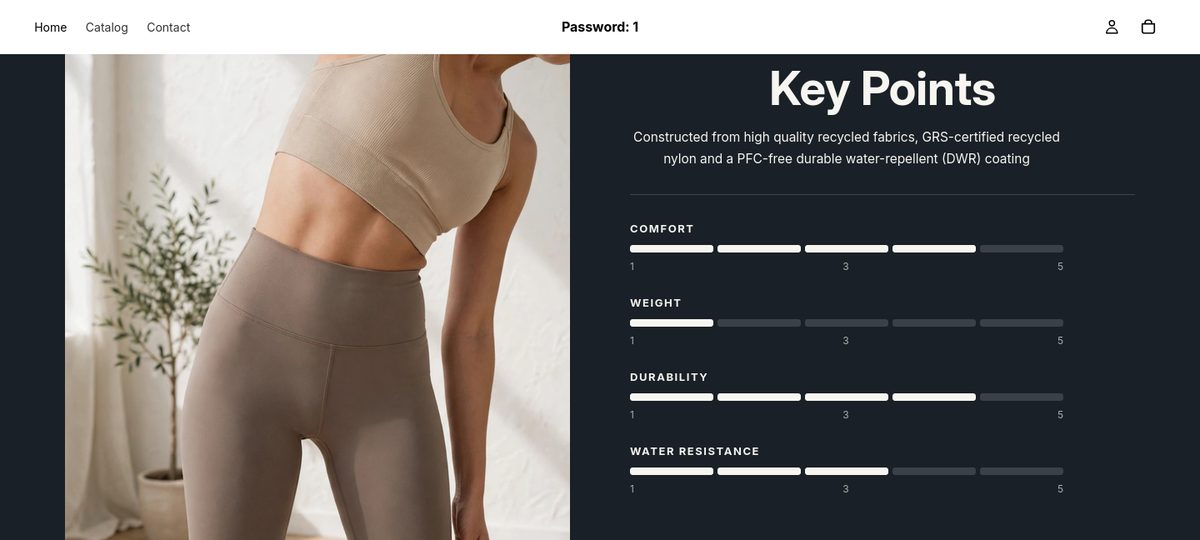 Home Catalog Contact Password: 1
Key Points
Constructed from high quality recycled fabrics, GRS-certified recycled
nylon and a PFC-free durable water-repellent (DWR) coating
COMFORT
1 3 5
WEIGHT
1 3 5
DURABILITY
1 3 5
WATER RESISTANCE
1 3 5